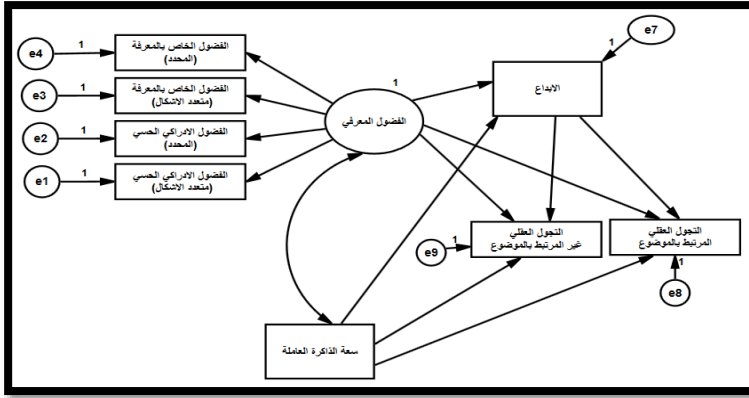 e4
1
الفضول الخاص بالمعرفة
(المحدد)
e3
1
الفضول الخاص بالمعرفة
(متعدد الاشكال)
e2
1
الفضول الادراكي الحسي
(المحدد)
e1
1
الفضول الادراكي الحسي
(متعدد الاشكال)
1
الفضول المعرفي
e7
1
الابداع
التجول العقلي
غير المرتبط بالموضوع
e9
1
التجول العقلي
المرتبط بالموضوع
1
e8
سعة الذاكرة العاملة